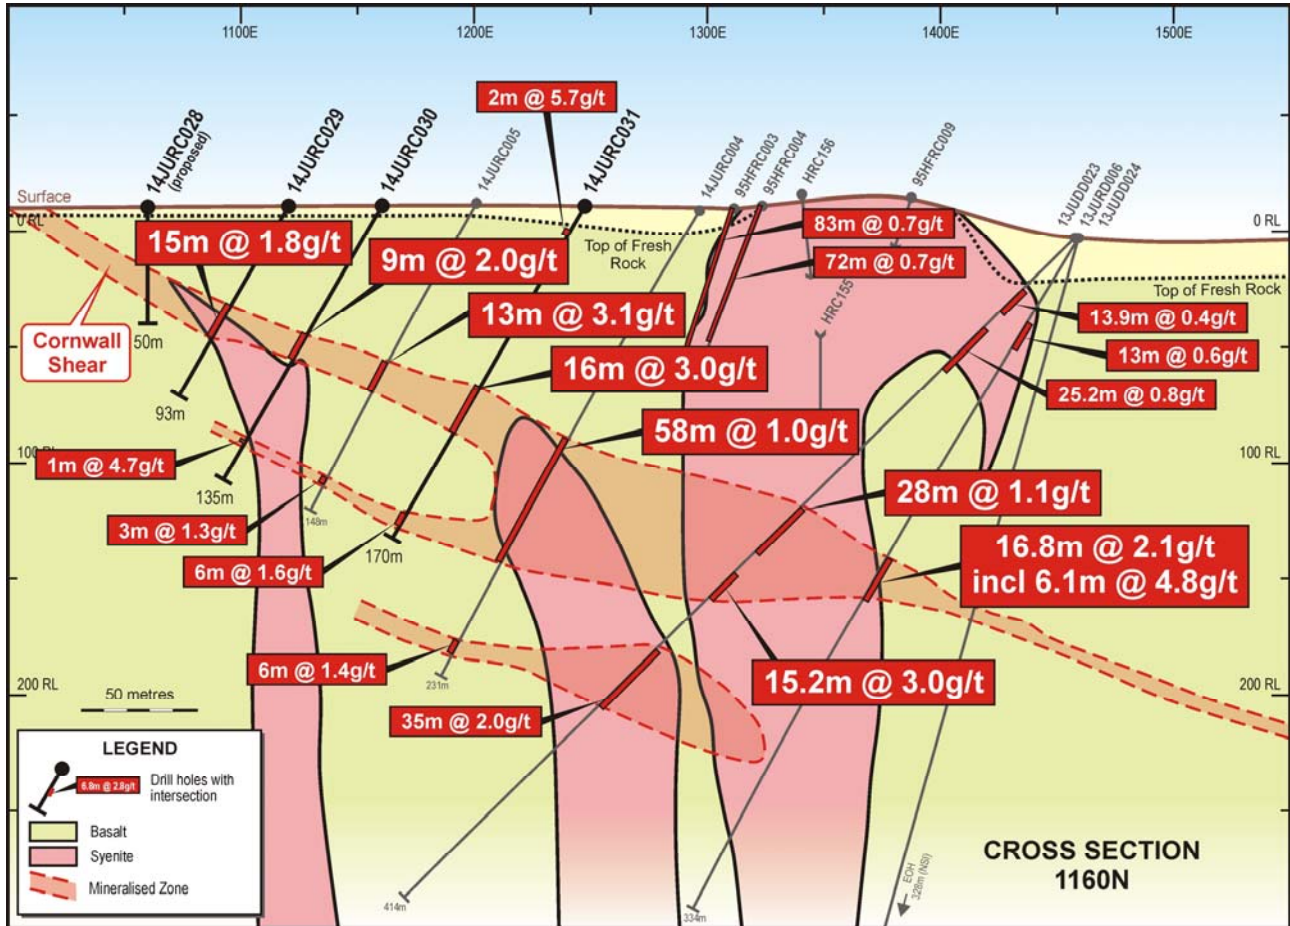 1100E
1200E
1300E
1400E
1500E
2m @ 5.7g/t
14JURC028
(proposed)
14JURC029
14JURC030
14JURC005
14JURC031
14JURC004
95HFRC003
95HFRC004
HRC156
95HFRC009
13JUDD023
13JURD006
13JUDD024
Surface
0 RL
0 RL
15m @ 1.8g/t
9m @ 2.0g/t
Top of Fresh
Rock
83m @ 0.7g/t
72m @ 0.7g/t
Top of Fresh Rock
HRC155
13m @ 3.1g/t
13.9m @ 0.4g/t
Cornwall
Shear
50m
13m @ 0.6g/t
16m @ 3.0g/t
25.2m @ 0.8g/t
93m
58m @ 1.0g/t
100 RL
100 RL
1m @ 4.7g/t
135m
28m @ 1.1g/t
3m @ 1.3g/t
148m
170m
16.8m @ 2.1g/t
incl 6.1m @ 4.8g/t
6m @ 1.6g/t
6m @ 1.4g/t
231m
15.2m @ 3.0g/t
200 RL
200 RL
50 metres
35m @ 2.0g/t
LEGEND
6.8m @ 2.8g/t
Drill holes with
intersection
Basalt
Syenite
Mineralised Zone
414m
334m
EOH
328m (NSI)
CROSS SECTION
1160N